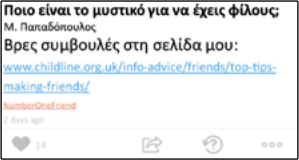 Ποιο είναι το μυστικό για να έχεις φίλους;
Μ. Παπαδόπουλος
Βρες συμβουλές στη σελίδα μου:
www.childline.org.uk/info-advice/friends/top-tips-
making-friends/
NumberOneFriend
2 days ago
14